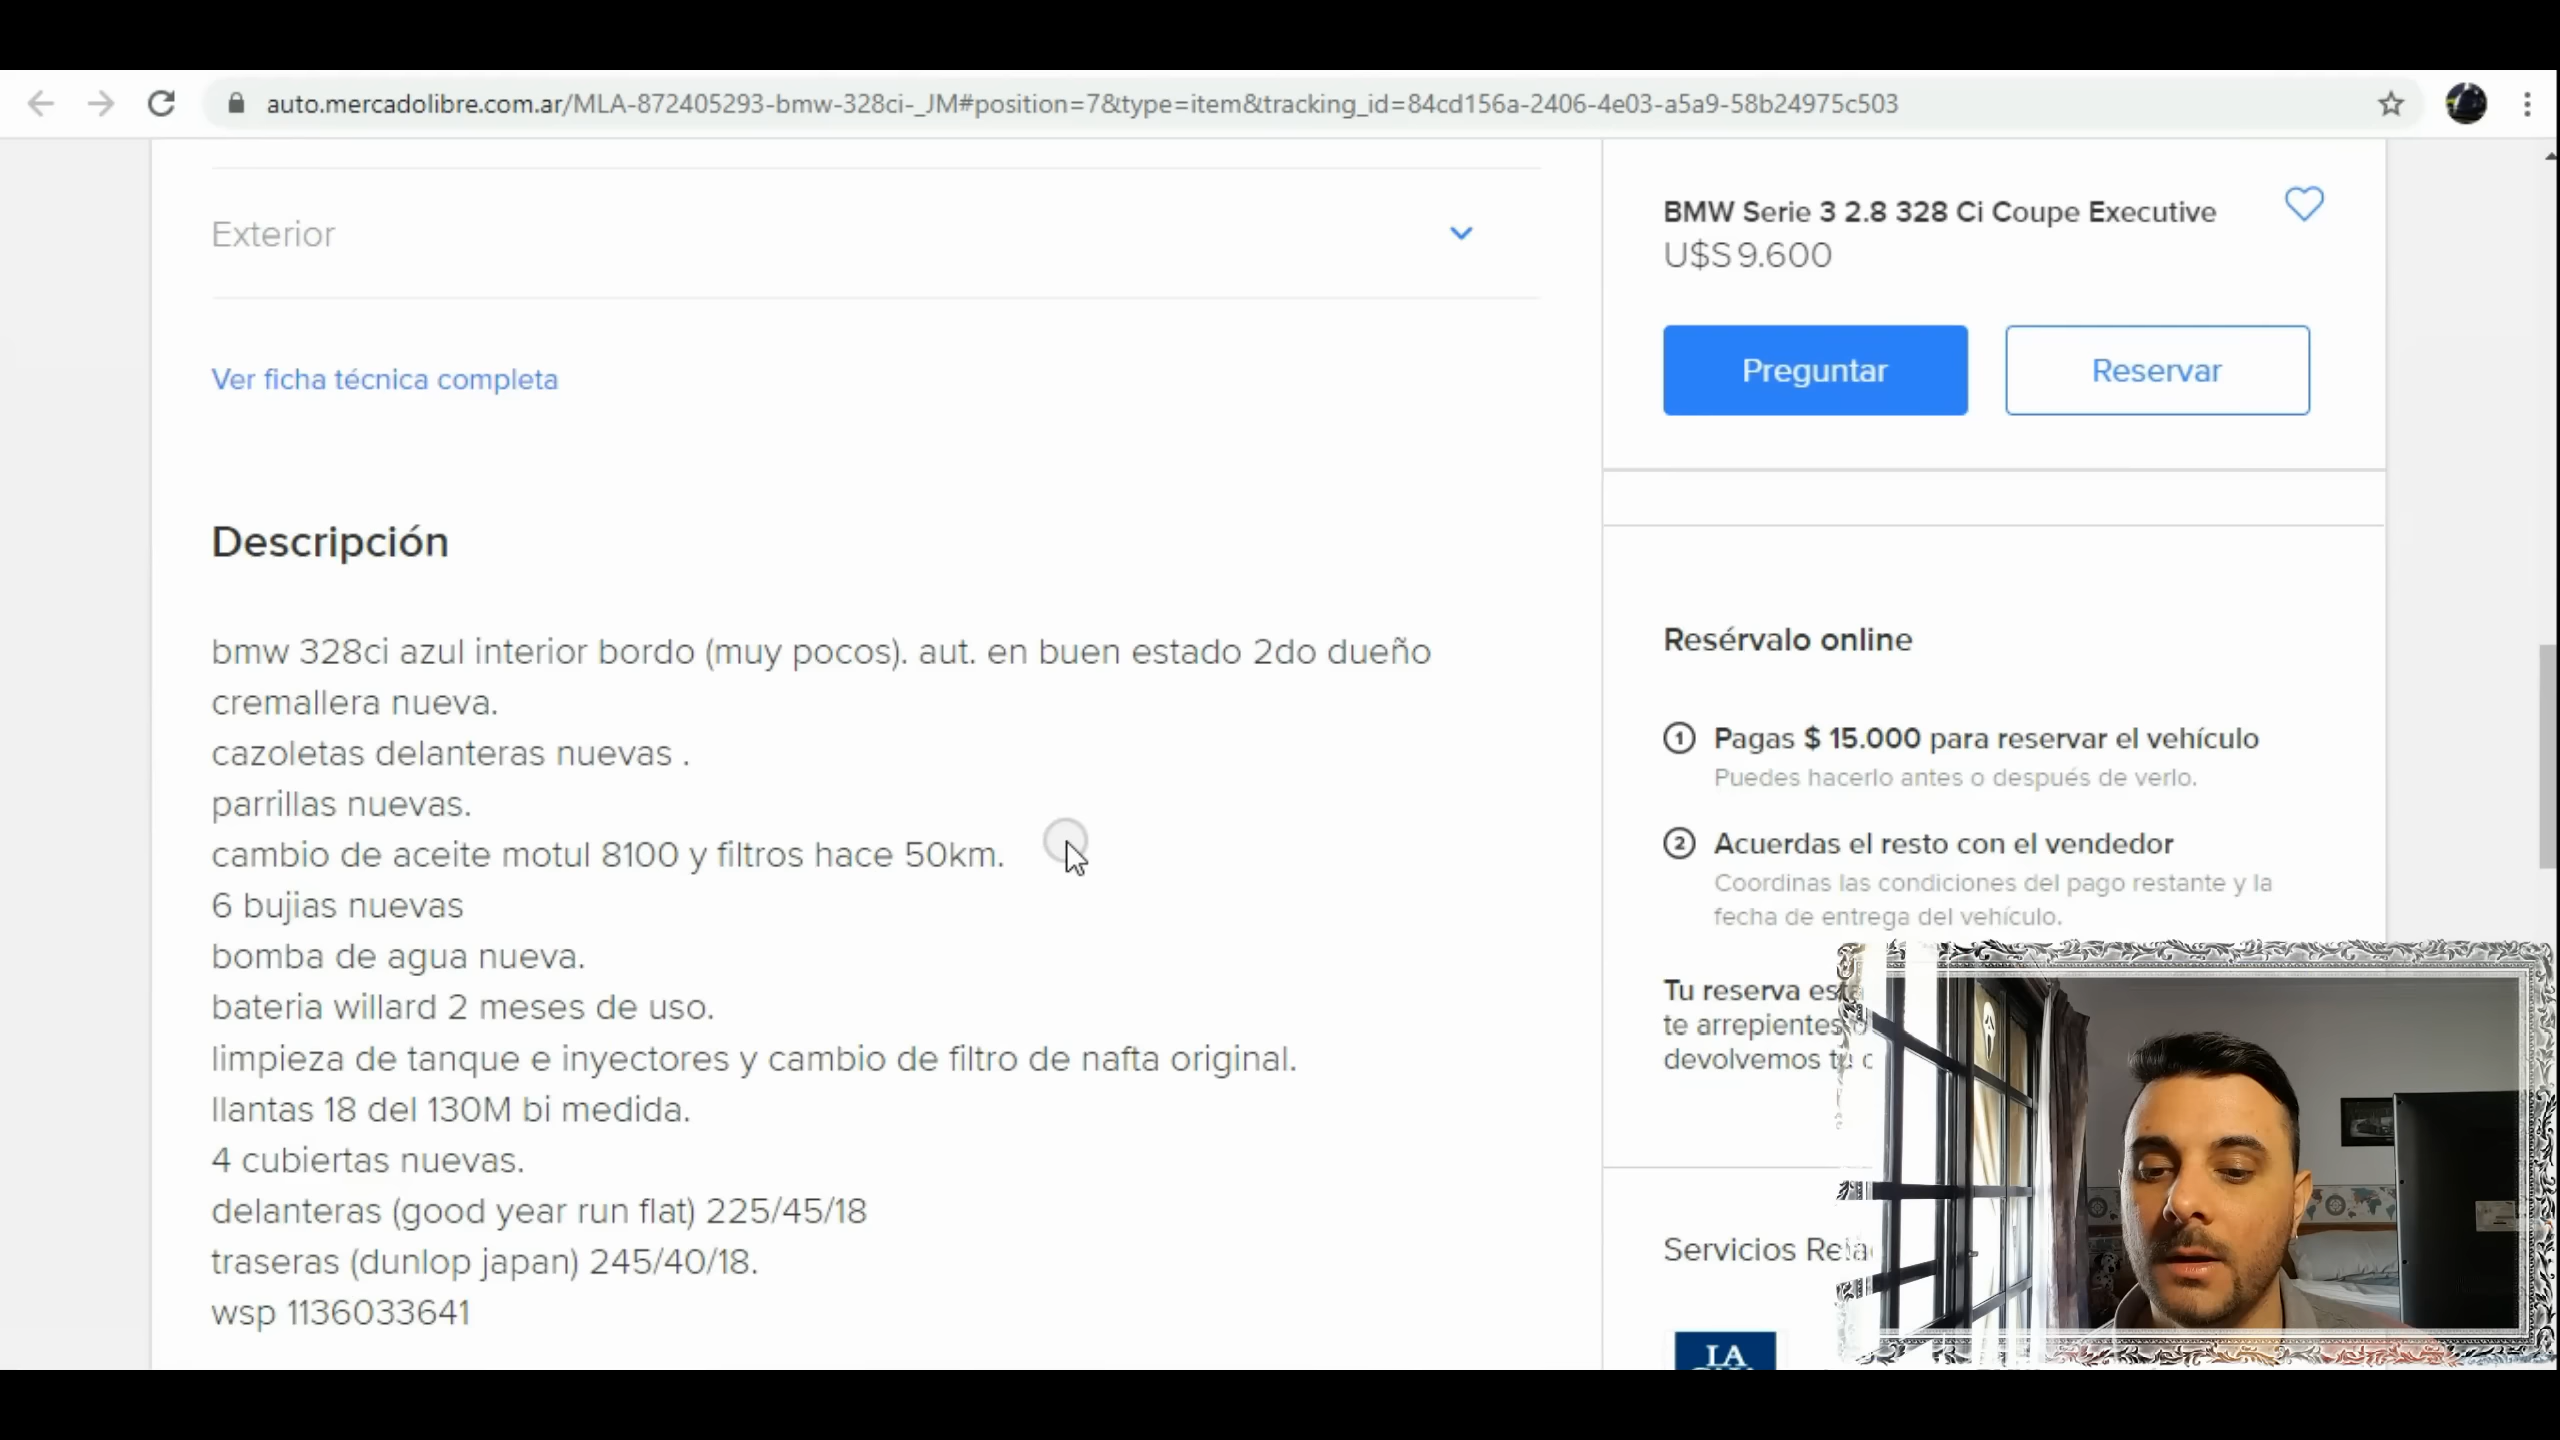 auto.mercadolibre.com.ar/MLA-872405293-bmw-328ci-_JM#position=7&type=item&tracking_id=84cd156a-2406-4e03-a5a9-58b24975c503
Exterior
Ver ficha técnica completa
Descripción
bmw 328ci azul interior bordo (muy pocos). aut. en buen estado 2do dueño
cremallera nueva.
cazoletas delanteras nuevas .
parrillas nuevas.
cambio de aceite motul 8100 y filtros hace 50km.
6 bujias nuevas
bomba de agua nueva.
bateria willard 2 meses de uso.
limpieza de tanque e inyectores y cambio de filtro de nafta original.
llantas 18 del 130M bi medida.
4 cubiertas nuevas.
delanteras (good year run flat) 225/45/18
traseras (dunlop japan) 245/40/18.
wsp 1136033641
BMW Serie 3 2.8 328 Ci Coupe Executive
U$S 9.600
Preguntar
Reservar
Resérvalo online
1 Pagas $ 15.000 para reservar el vehículo
Puedes hacerlo antes o después de verlo.
2 Acuerdas el resto con el vendedor
Coordinas las condiciones del pago restante y la
fecha de entrega del vehículo.
Tu reserva
te arrepientes
devolvemos
Servicios
LA